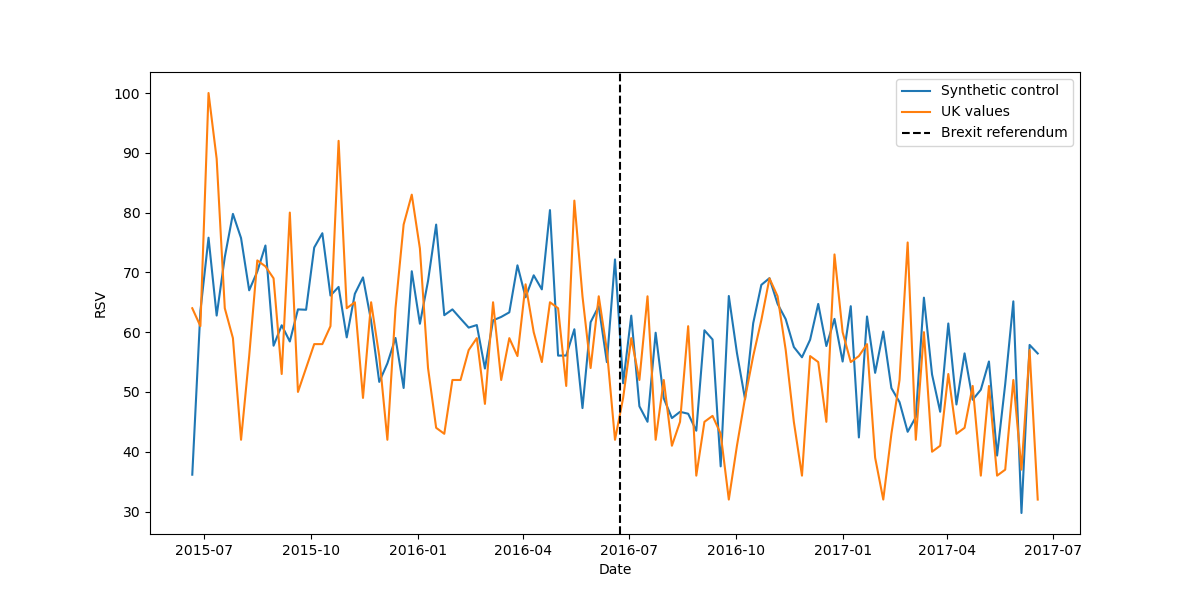 Synthetic control
UK values
Brexit referendum
RSV
100
90
80
70
60
50
40
30
2015-07 2015-10 2016-01 2016-04 2016-07 2016-10 2017-01 2017-04 2017-07
Date